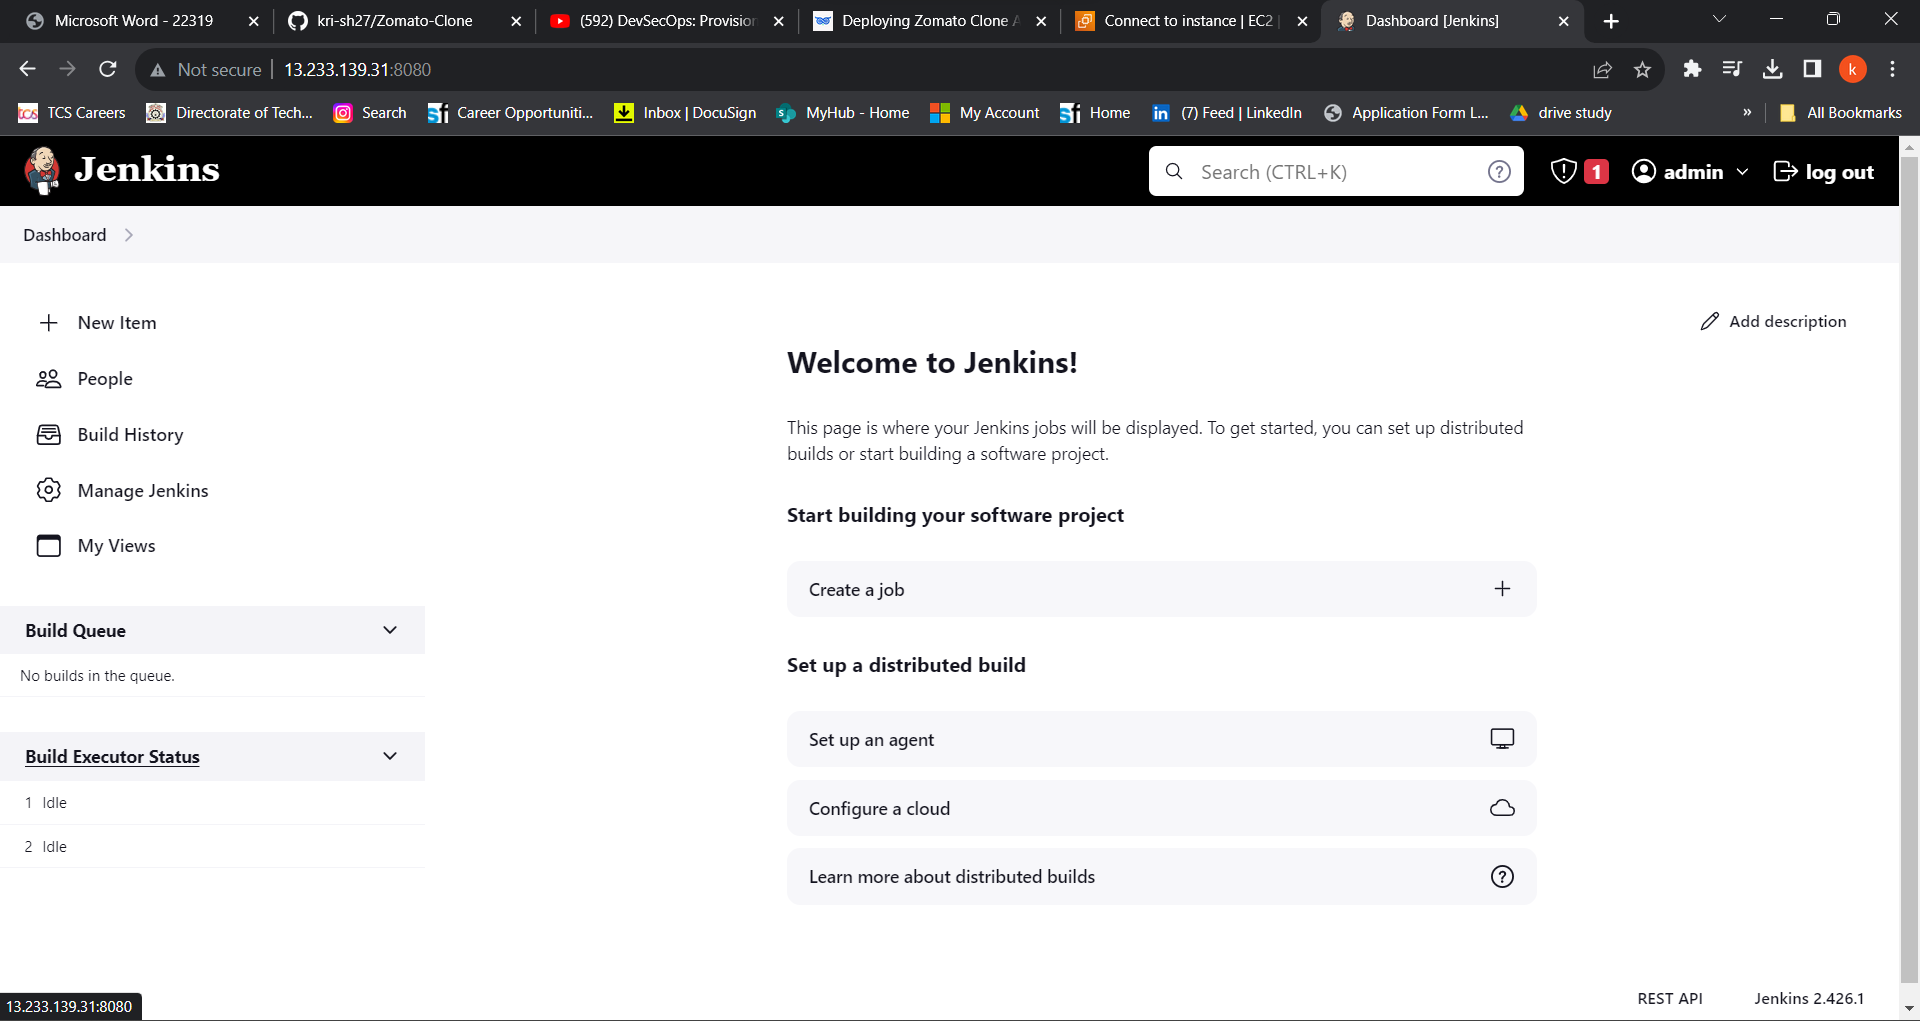 Microsoft Word - 22319
kri-sh27/Zomato-Clone
(592) DevSecOps: Provision
Deploying Zomato Clone A
Connect to instance | EC2 |
Dashboard [Jenkins]
Not secure
13.233.139.31:8080
k
TCS Careers
Directorate of Tech...
Search
Career Opportuniti...
Inbox | DocuSign
MyHub - Home
My Account
Home
(7) Feed | LinkedIn
Application Form L...
drive study
»
All Bookmarks
Jenkins
Search (CTRL+K)
1
admin
log out
Dashboard
New Item
People
Build History
Manage Jenkins
My Views
Build Queue
No builds in the queue.
Build Executor Status
1 Idle
2 Idle
Add description
Welcome to Jenkins!
This page is where your Jenkins jobs will be displayed. To get started, you can set up distributed
builds or start building a software project.
Start building your software project
Create a job
Set up a distributed build
Set up an agent
Configure a cloud
Learn more about distributed builds
REST API
Jenkins 2.426.1
13.233.139.31:8080